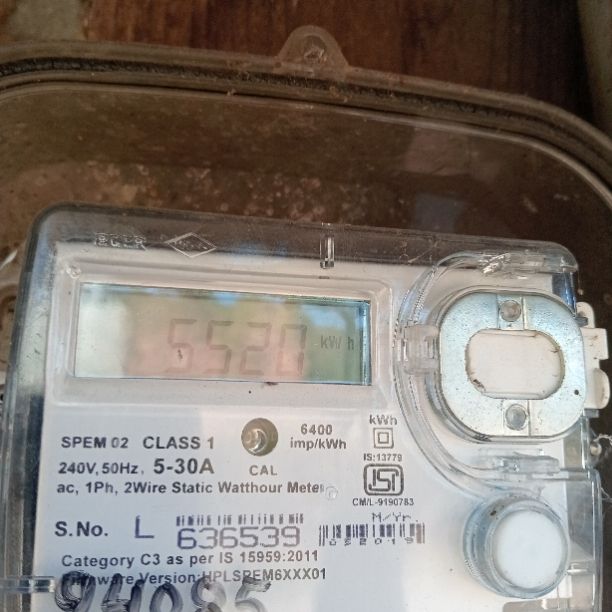 5520 kWh
SPEM 02 CLASS 1
240V, 50Hz, 5-30A
CAL
6400
imp/kWh
kWh
IS:13779
ISI
CM/L-9190783
ac, 1Ph, 2Wire Static Watthour Meter
M/Yr.
S.No. L 636539
Category C3 as per IS 15959:2011
Firmware Version:HPLSPEM6XXX01
94085